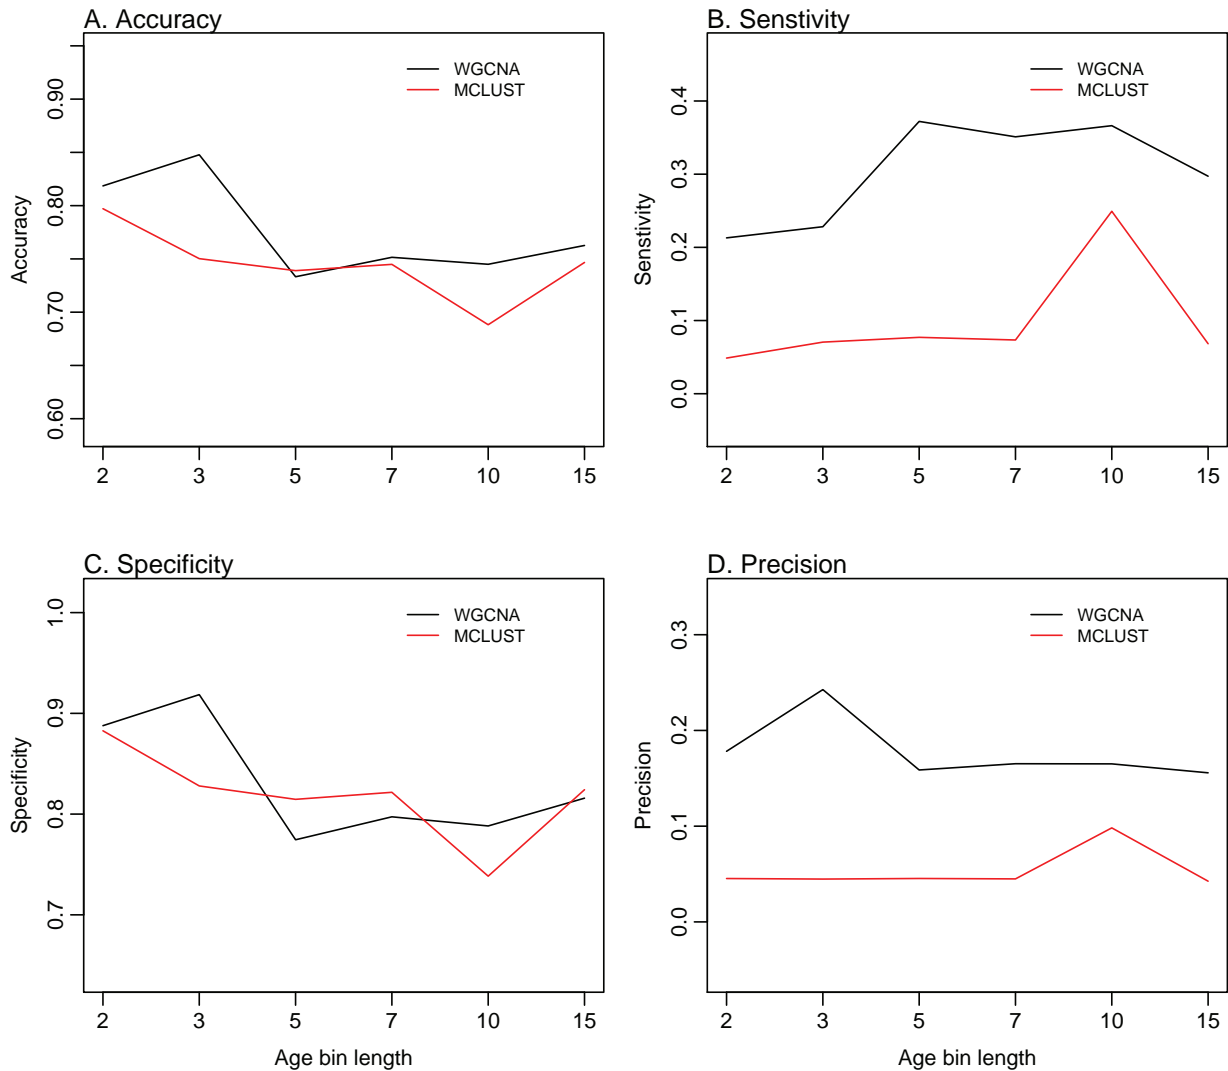 A. Accuracy
WGCNA
MCLUST
Accuracy
0.90
0.80
0.70
0.60
2 3 5 7 10 15
B. Senstivity
WGCNA
MCLUST
Senstivity
0.4
0.3
0.2
0.1
0.0
2 3 5 7 10 15
C. Specificity
WGCNA
MCLUST
Specificity
1.0
0.9
0.8
0.7
2 3 5 7 10 15
Age bin length
D. Precision
WGCNA
MCLUST
Precision
0.3
0.2
0.1
0.0
2 3 5 7 10 15
Age bin length